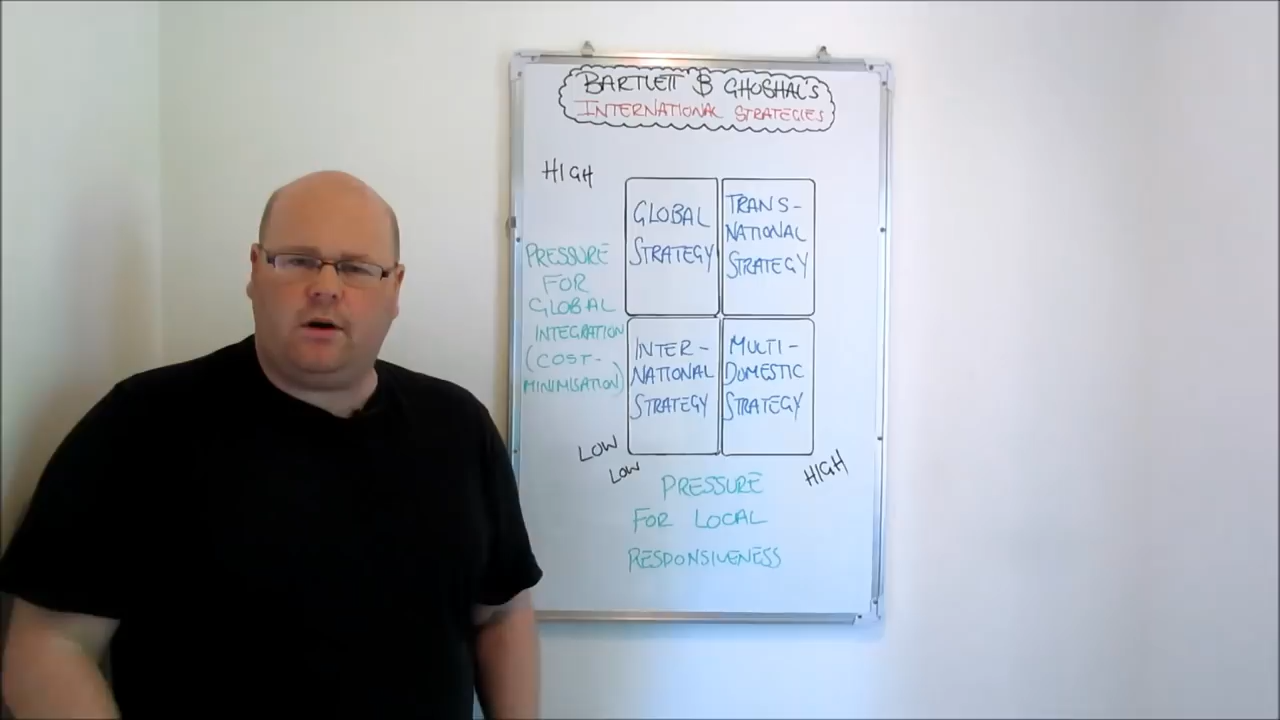 BARTLETT & GHOSHAL'S
INTERNATIONAL STRATEGIES
HIGH
GLOBAL
STRATEGY
TRANS-
NATIONAL
STRATEGY
PRESSURE
FOR
GLOBAL
INTEGRATION
(COST-
MINIMISATION)
INTER-
NATIONAL
STRATEGY
MULTI-
DOMESTIC
STRATEGY
LOW
LOW
HIGH
PRESSURE
FOR LOCAL
RESPONSIVENESS